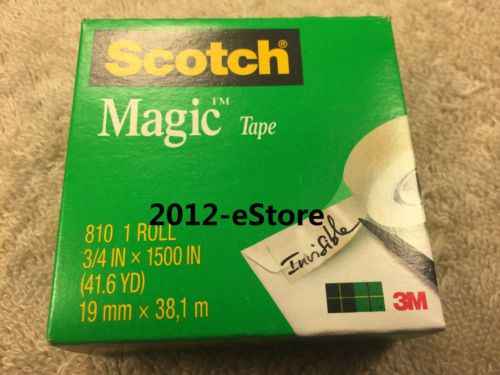 Scotch®
Magic™ Tape
2012-eStore
810 1 ROLL
3/4 IN × 1500 IN
(41.6 YD)
19 mm × 38,1 m
Invisible
3M